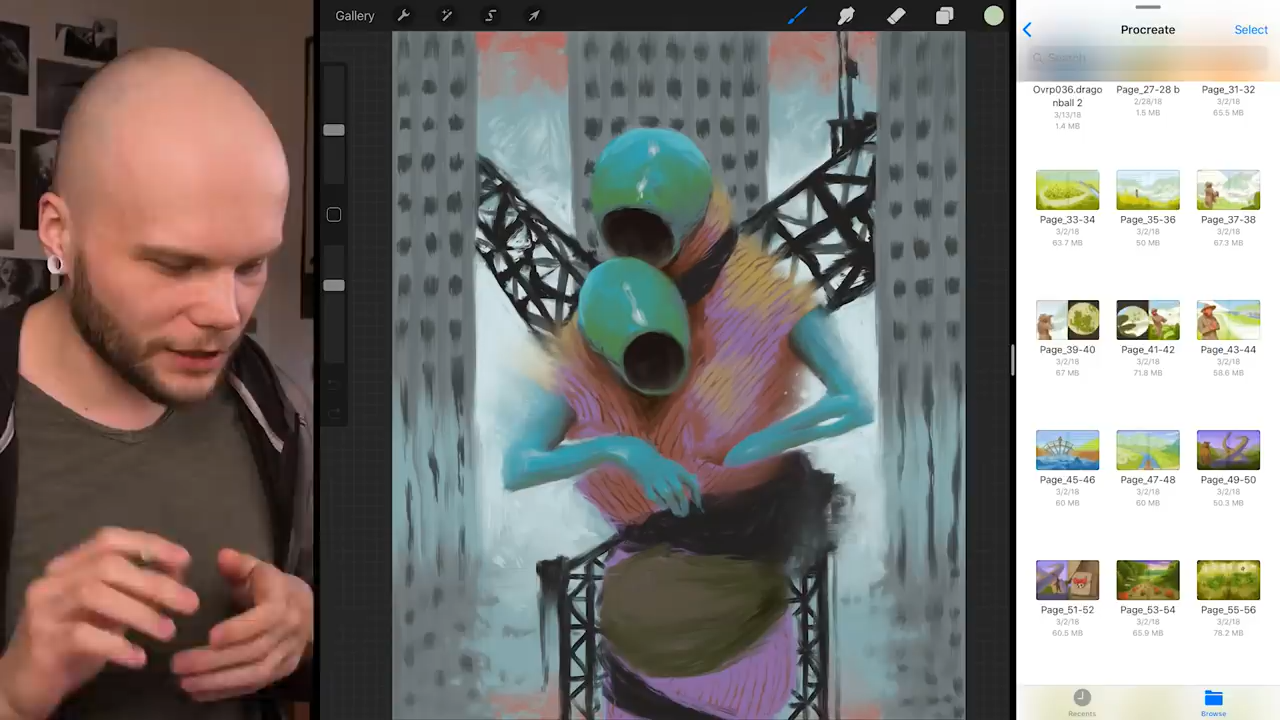 Gallery
Procreate
Select
Search
Ovrp036.drago
nball 2
3/13/18
1.4 MB
Page_27-28 b
2/28/18
1.5 MB
Page_31-32
3/2/18
65.5 MB
Page_33-34
3/2/18
63.7 MB
Page_35-36
3/2/18
50 MB
Page_37-38
3/2/18
67.3 MB
Page_39-40
3/2/18
67 MB
Page_41-42
3/2/18
71.8 MB
Page_43-44
3/2/18
58.6 MB
Page_45-46
3/2/18
60 MB
Page_47-48
3/2/18
60 MB
Page_49-50
3/2/18
50.3 MB
Page_51-52
3/2/18
60.5 MB
Page_53-54
3/2/18
65.9 MB
Page_55-56
3/2/18
78.2 MB
Recents
Browse